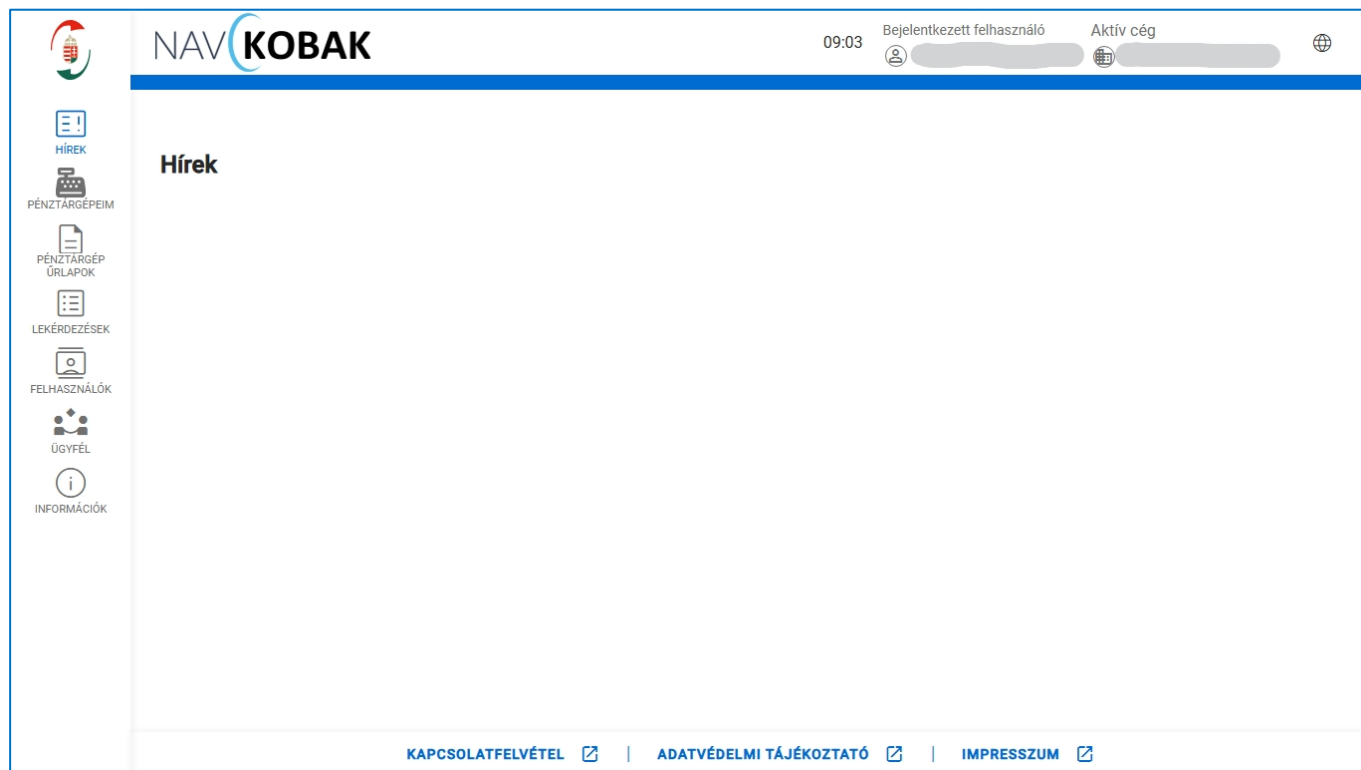 NAV KOBAK
09:03
Bejelentkezett felhasználó
Aktív cég
HÍREK
PÉNZTÁRGÉPEIM
PÉNZTÁRGÉP
ŰRLAPOK
LEKÉRDEZÉSEK
FELHASZNÁLÓK
ÜGYFÉL
INFORMÁCIÓK
Hírek
KAPCSOLATFELVÉTEL | ADATVÉDELMI TÁJÉKOZTATÓ | IMPRESSZUM